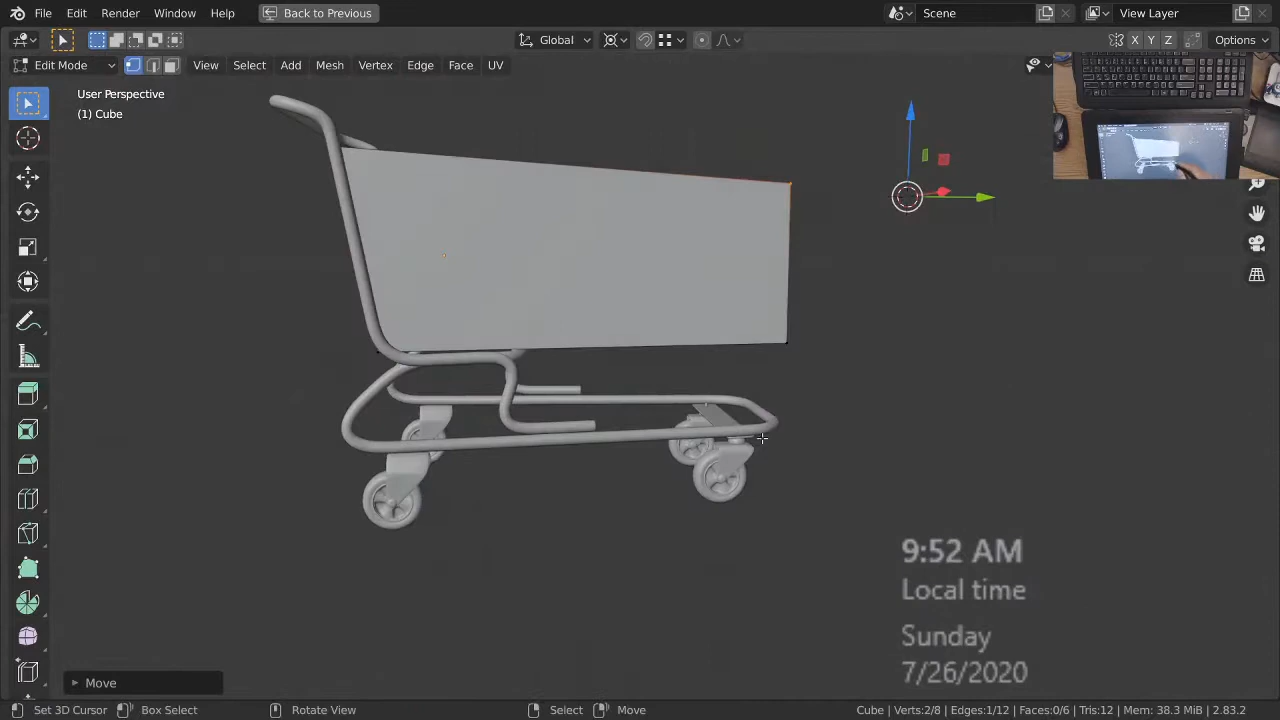 File Edit Render Window Help Back to Previous Scene View Layer
Global X Y Z Options
Edit Mode View Select Add Mesh Vertex Edge Face UV
User Perspective
(1) Cube
9:52 AM
Local time
Sunday
7/26/2020
Move
Set 3D Cursor Box Select Rotate View Select Move Cube | Verts:2/8 | Edges:1/12 | Faces:0/6 | Tris:12 | Mem: 38.3 MiB | 2.83.2